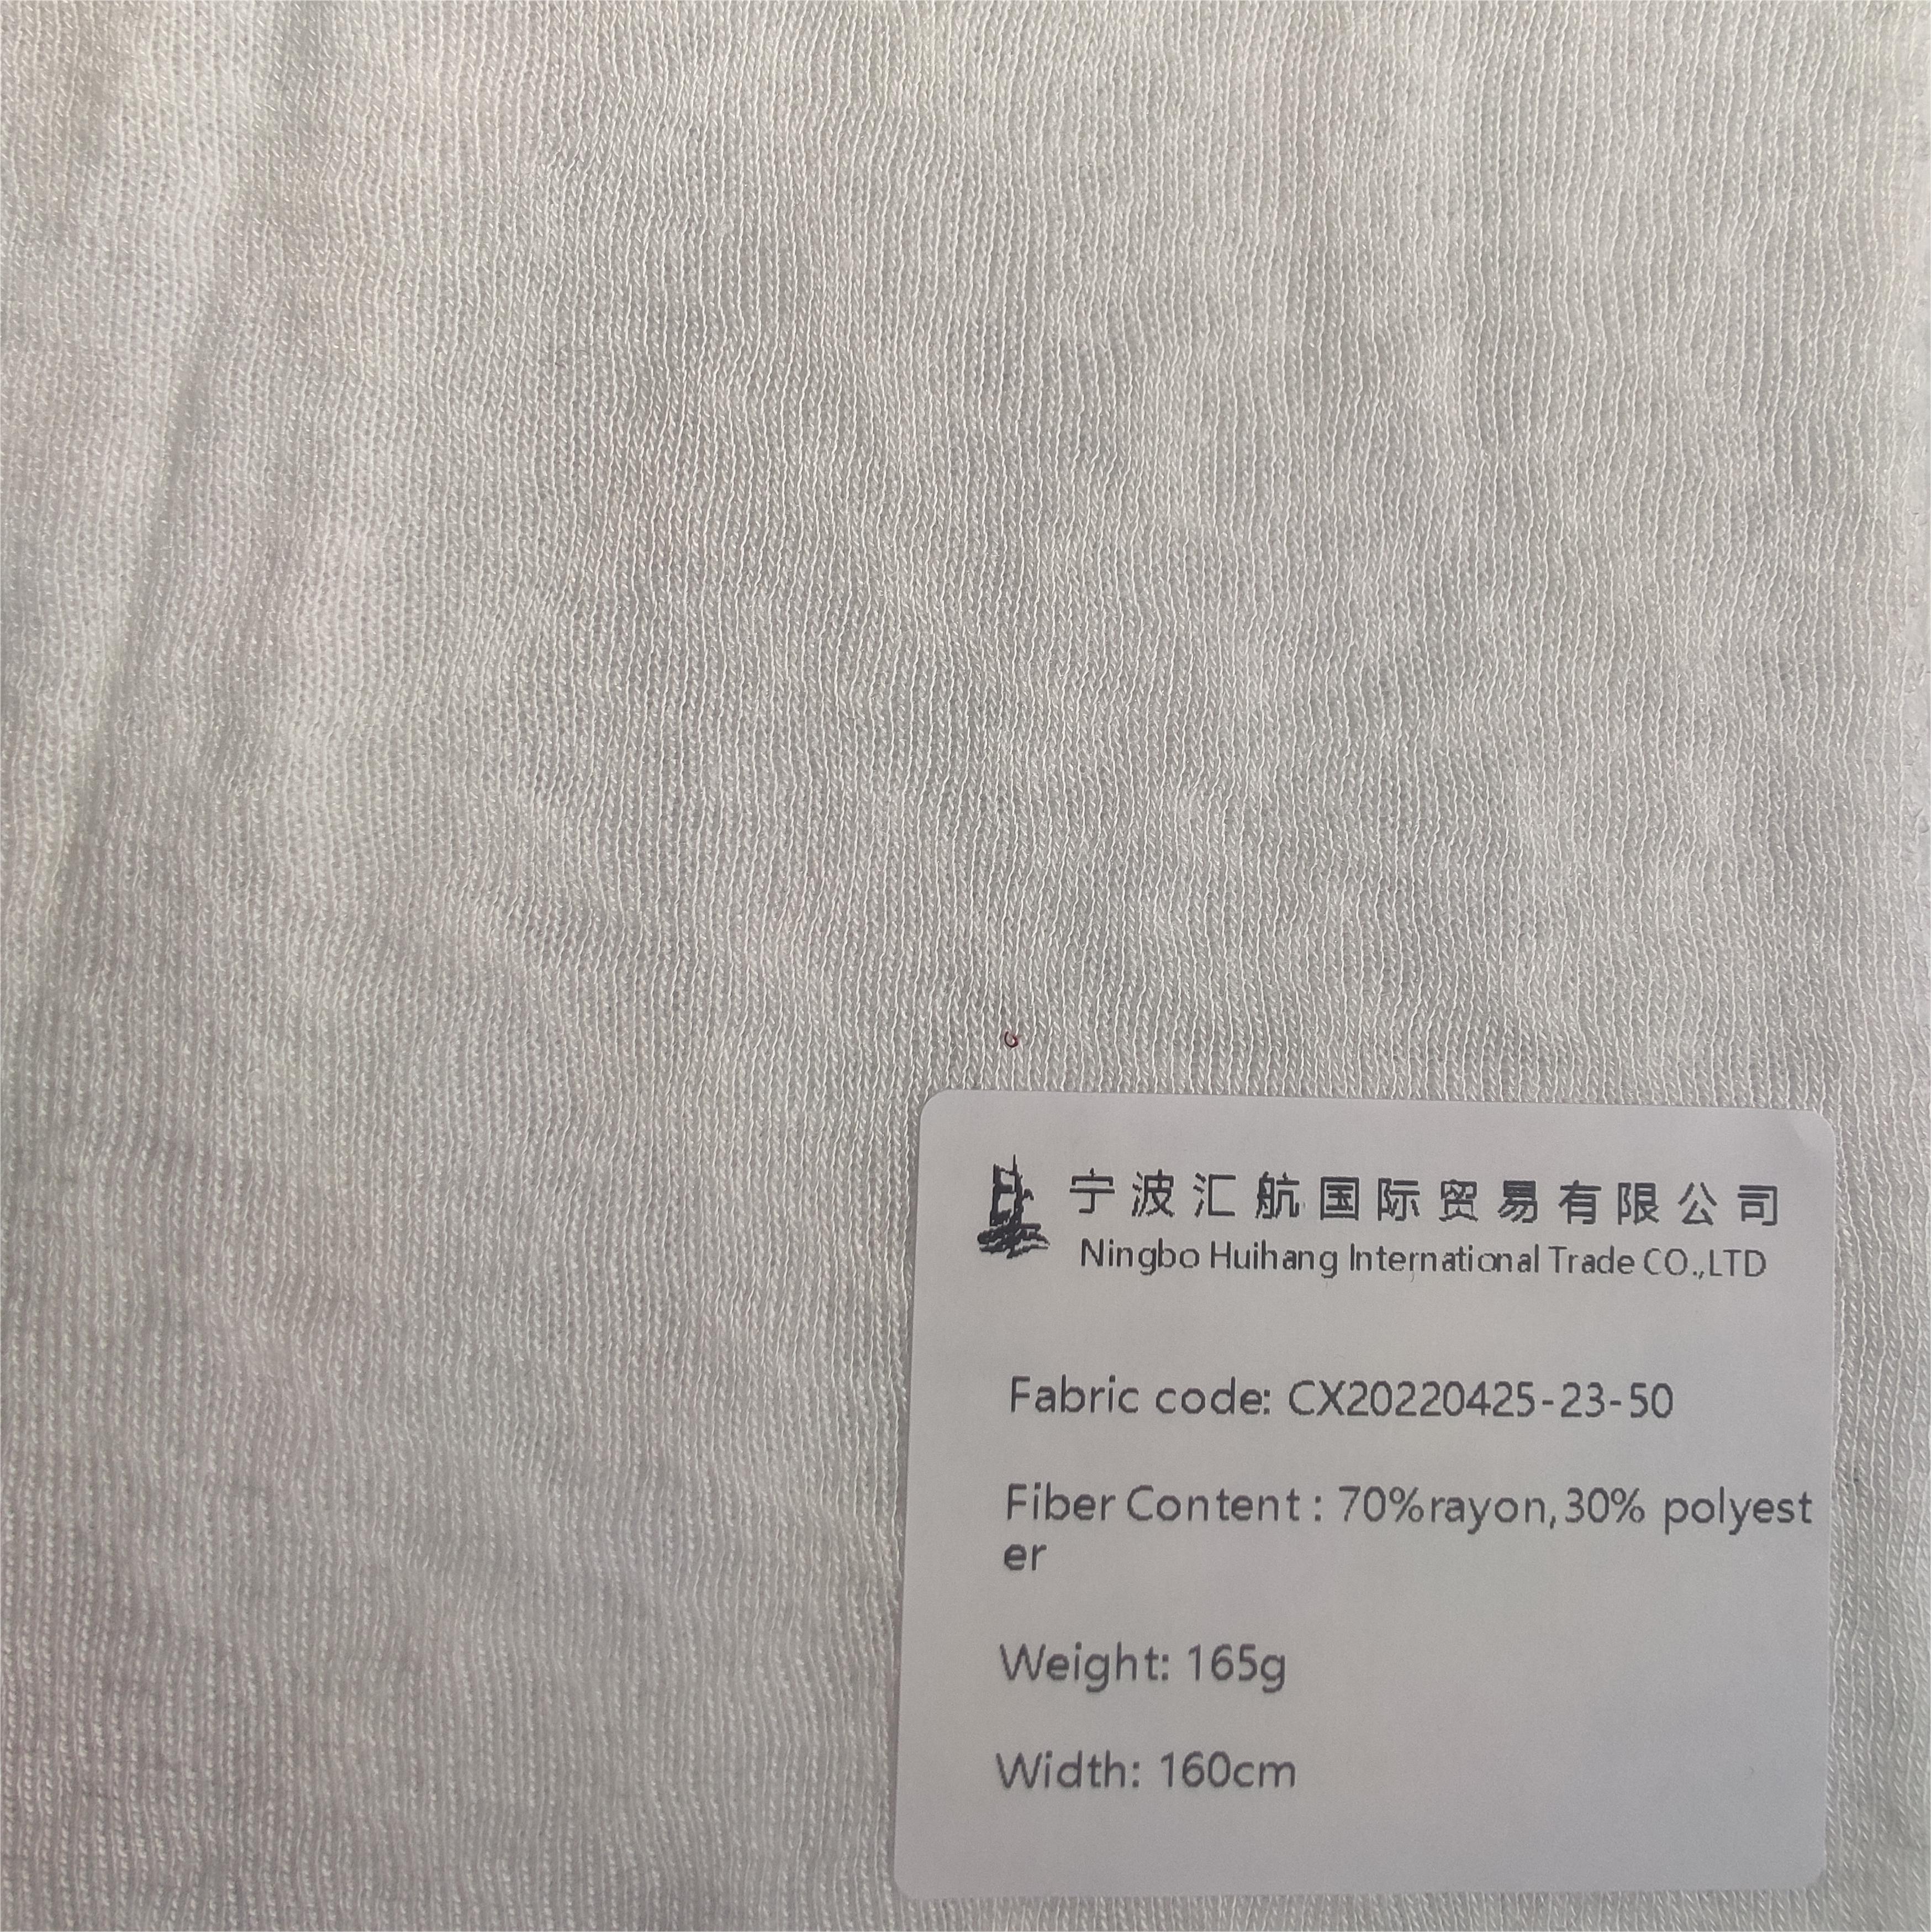 宁波汇航国际贸易有限公司
Ningbo Huihang International Trade CO.,LTD
Fabric code: CX20220425-23-50
Fiber Content : 70%rayon,30% polyest
er
Weight: 165g
Width: 160cm